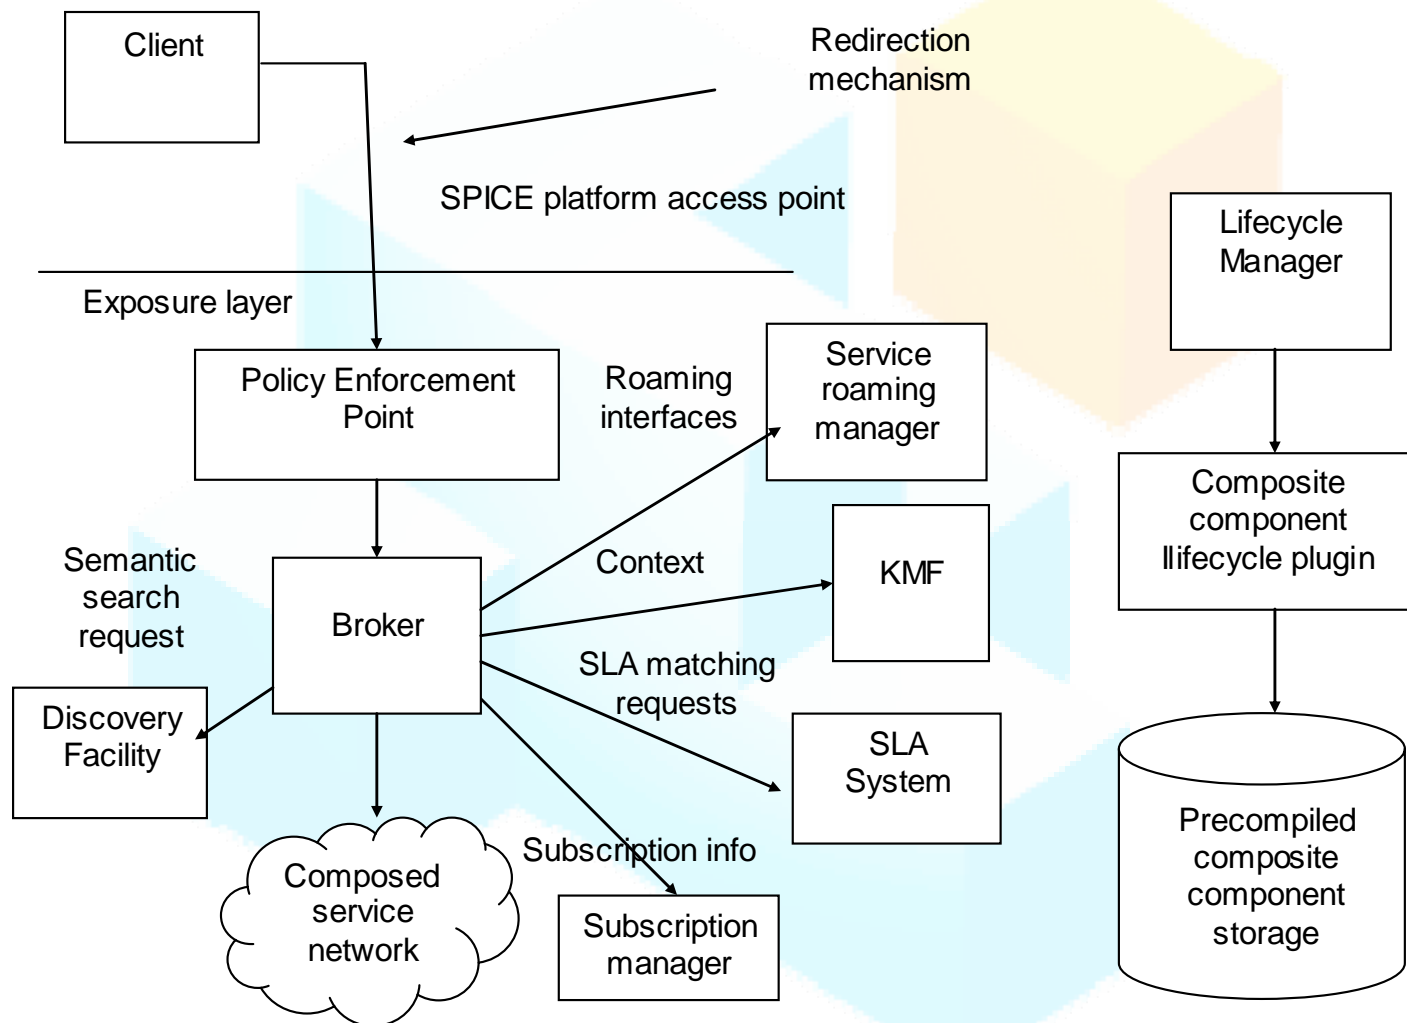 Client
Redirection
mechanism
SPICE platform access point
Lifecycle
Manager
Exposure layer
Policy Enforcement
Point
Roaming
interfaces
Service
roaming
manager
Composite
component
llifecycle plugin
Semantic
search
request
Context
KMF
Broker
SLA matching
requests
Discovery
Facility
SLA
System
Precompiled
composite
component
storage
Subscription info
Composed
service
network
Subscription
manager